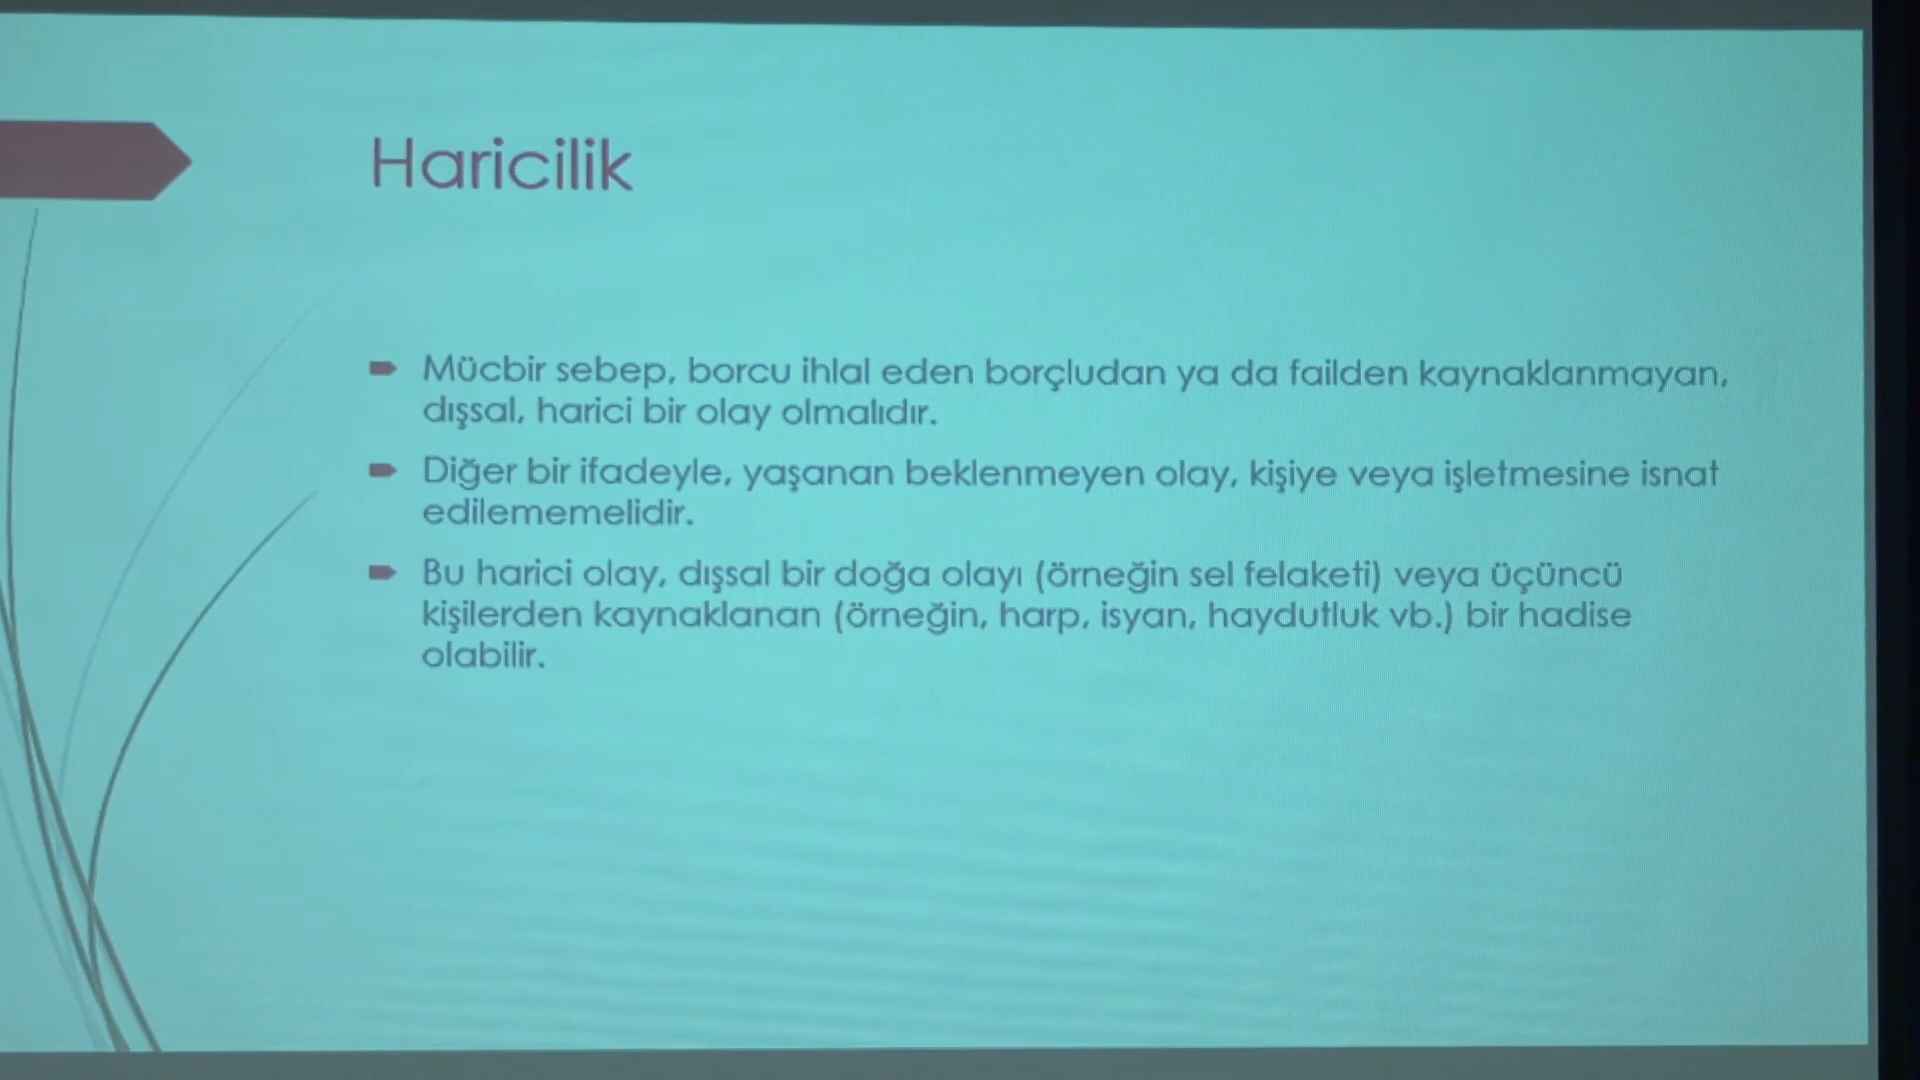 Haricilik
Mücbir sebep, borcu ihlal eden borçludan ya da failden kaynaklanmayan,
dışsal, harici bir olay olmalıdır.
Diğer bir ifadeyle, yaşanan beklenmeyen olay, kişiye veya işletmesine isnat
edilememelidir.
Bu harici olay, dışsal bir doğa olayı (örneğin sel felaketi) veya üçüncü
kişilerden kaynaklanan (örneğin, harp, isyan, haydutluk vb.) bir hadise
olabilir.